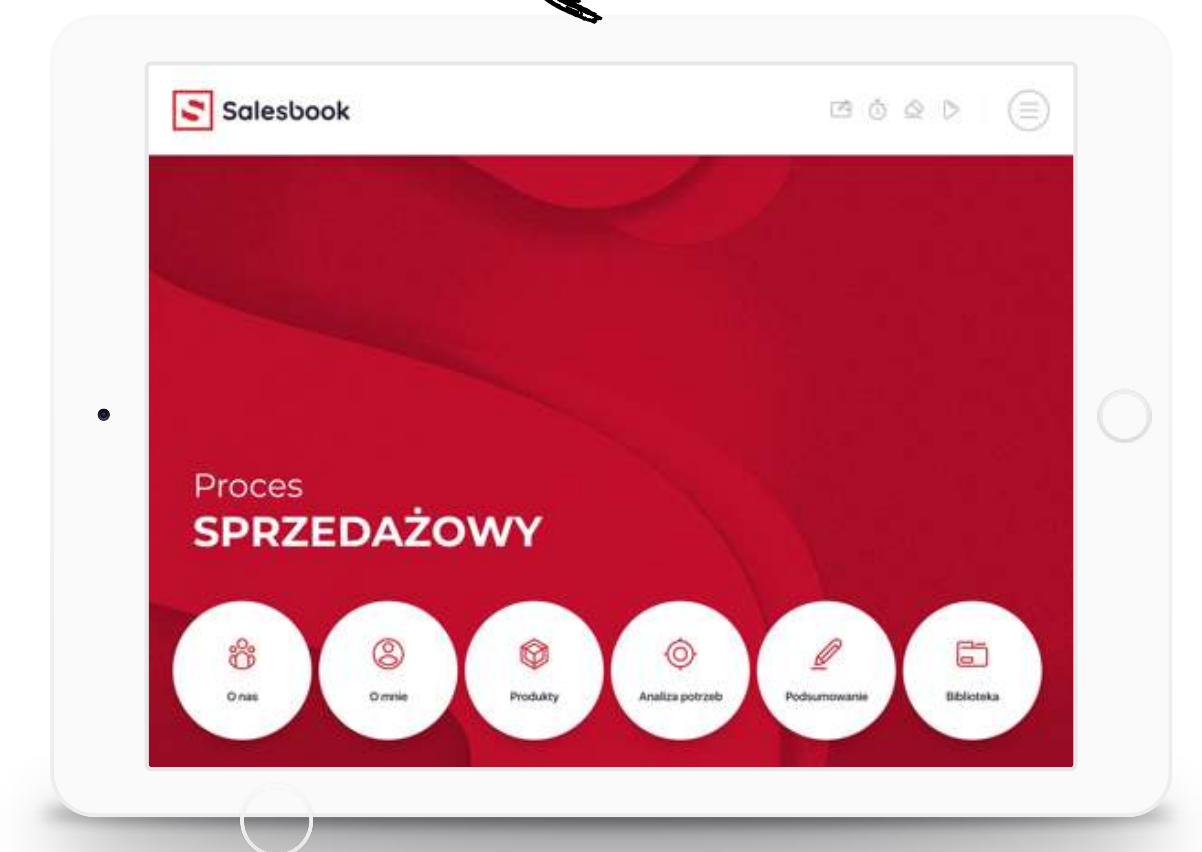 Salesbook
Proces
SPRZEDAŻOWY
O nas
O mnie
Produkty
Analiza potrzeb
Podsumowanie
Biblioteka